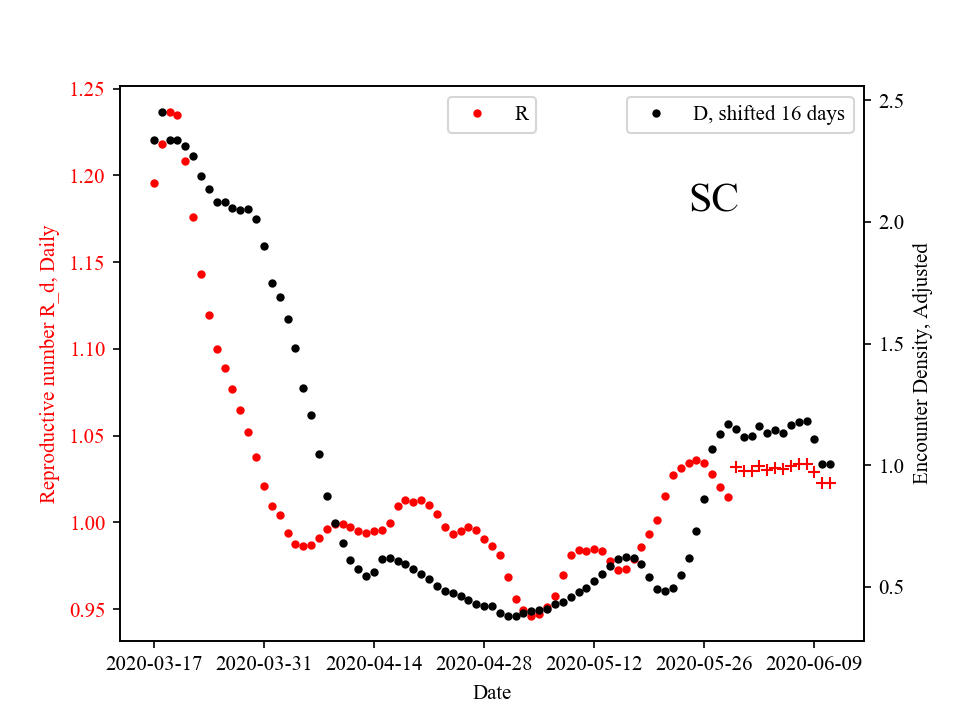 R
D, shifted 16 days
SC
Reproductive number R_d, Daily
1.25
1.20
1.15
1.10
1.05
1.00
0.95
2.5
2.0
1.5
1.0
0.5
Encounter Density, Adjusted
2020-03-17 2020-03-31 2020-04-14 2020-04-28 2020-05-12 2020-05-26 2020-06-09
Date